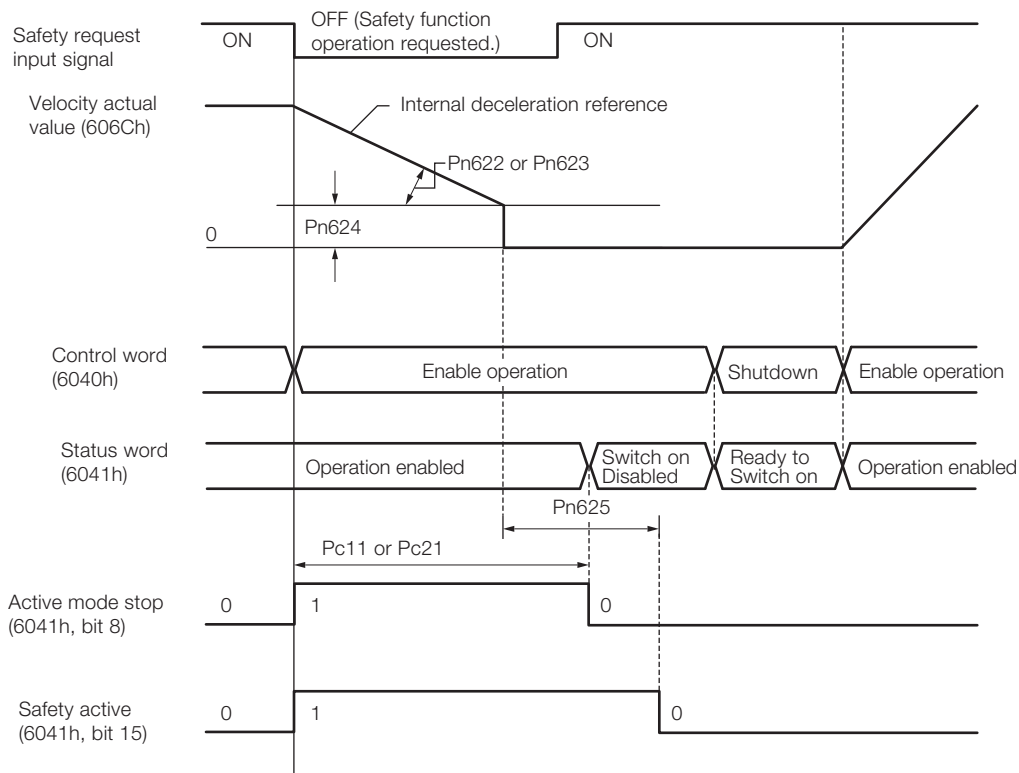 Safety request
input signal
ON
OFF (Safety function
operation requested.)
ON
Velocity actual
value (606Ch)
Internal deceleration reference
Pn622 or Pn623
Pn624
0
Control word
(6040h)
Enable operation
Shutdown
Enable operation
Status word
(6041h)
Operation enabled
Switch on
Disabled
Ready to
Switch on
Operation enabled
Pn625
Pc11 or Pc21
Active mode stop
(6041h, bit 8)
0
1
0
Safety active
(6041h, bit 15)
0
1
0